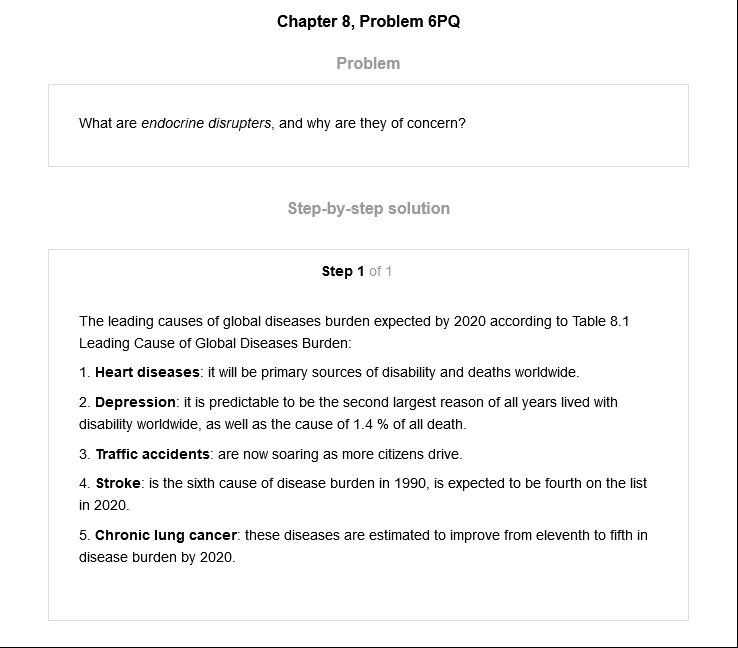 Chapter 8, Problem 6PQ
Problem
What are endocrine disrupters, and why are they of concern?
Step-by-step solution
Step 1 of 1
The leading causes of global diseases burden expected by 2020 according to Table 8.1
Leading Cause of Global Diseases Burden:
1. Heart diseases: it will be primary sources of disability and deaths worldwide.
2. Depression: it is predictable to be the second largest reason of all years lived with
disability worldwide, as well as the cause of 1.4 % of all death.
3. Traffic accidents: are now soaring as more citizens drive.
4. Stroke: is the sixth cause of disease burden in 1990, is expected to be fourth on the list
in 2020.
5. Chronic lung cancer: these diseases are estimated to improve from eleventh to fifth in
disease burden by 2020.